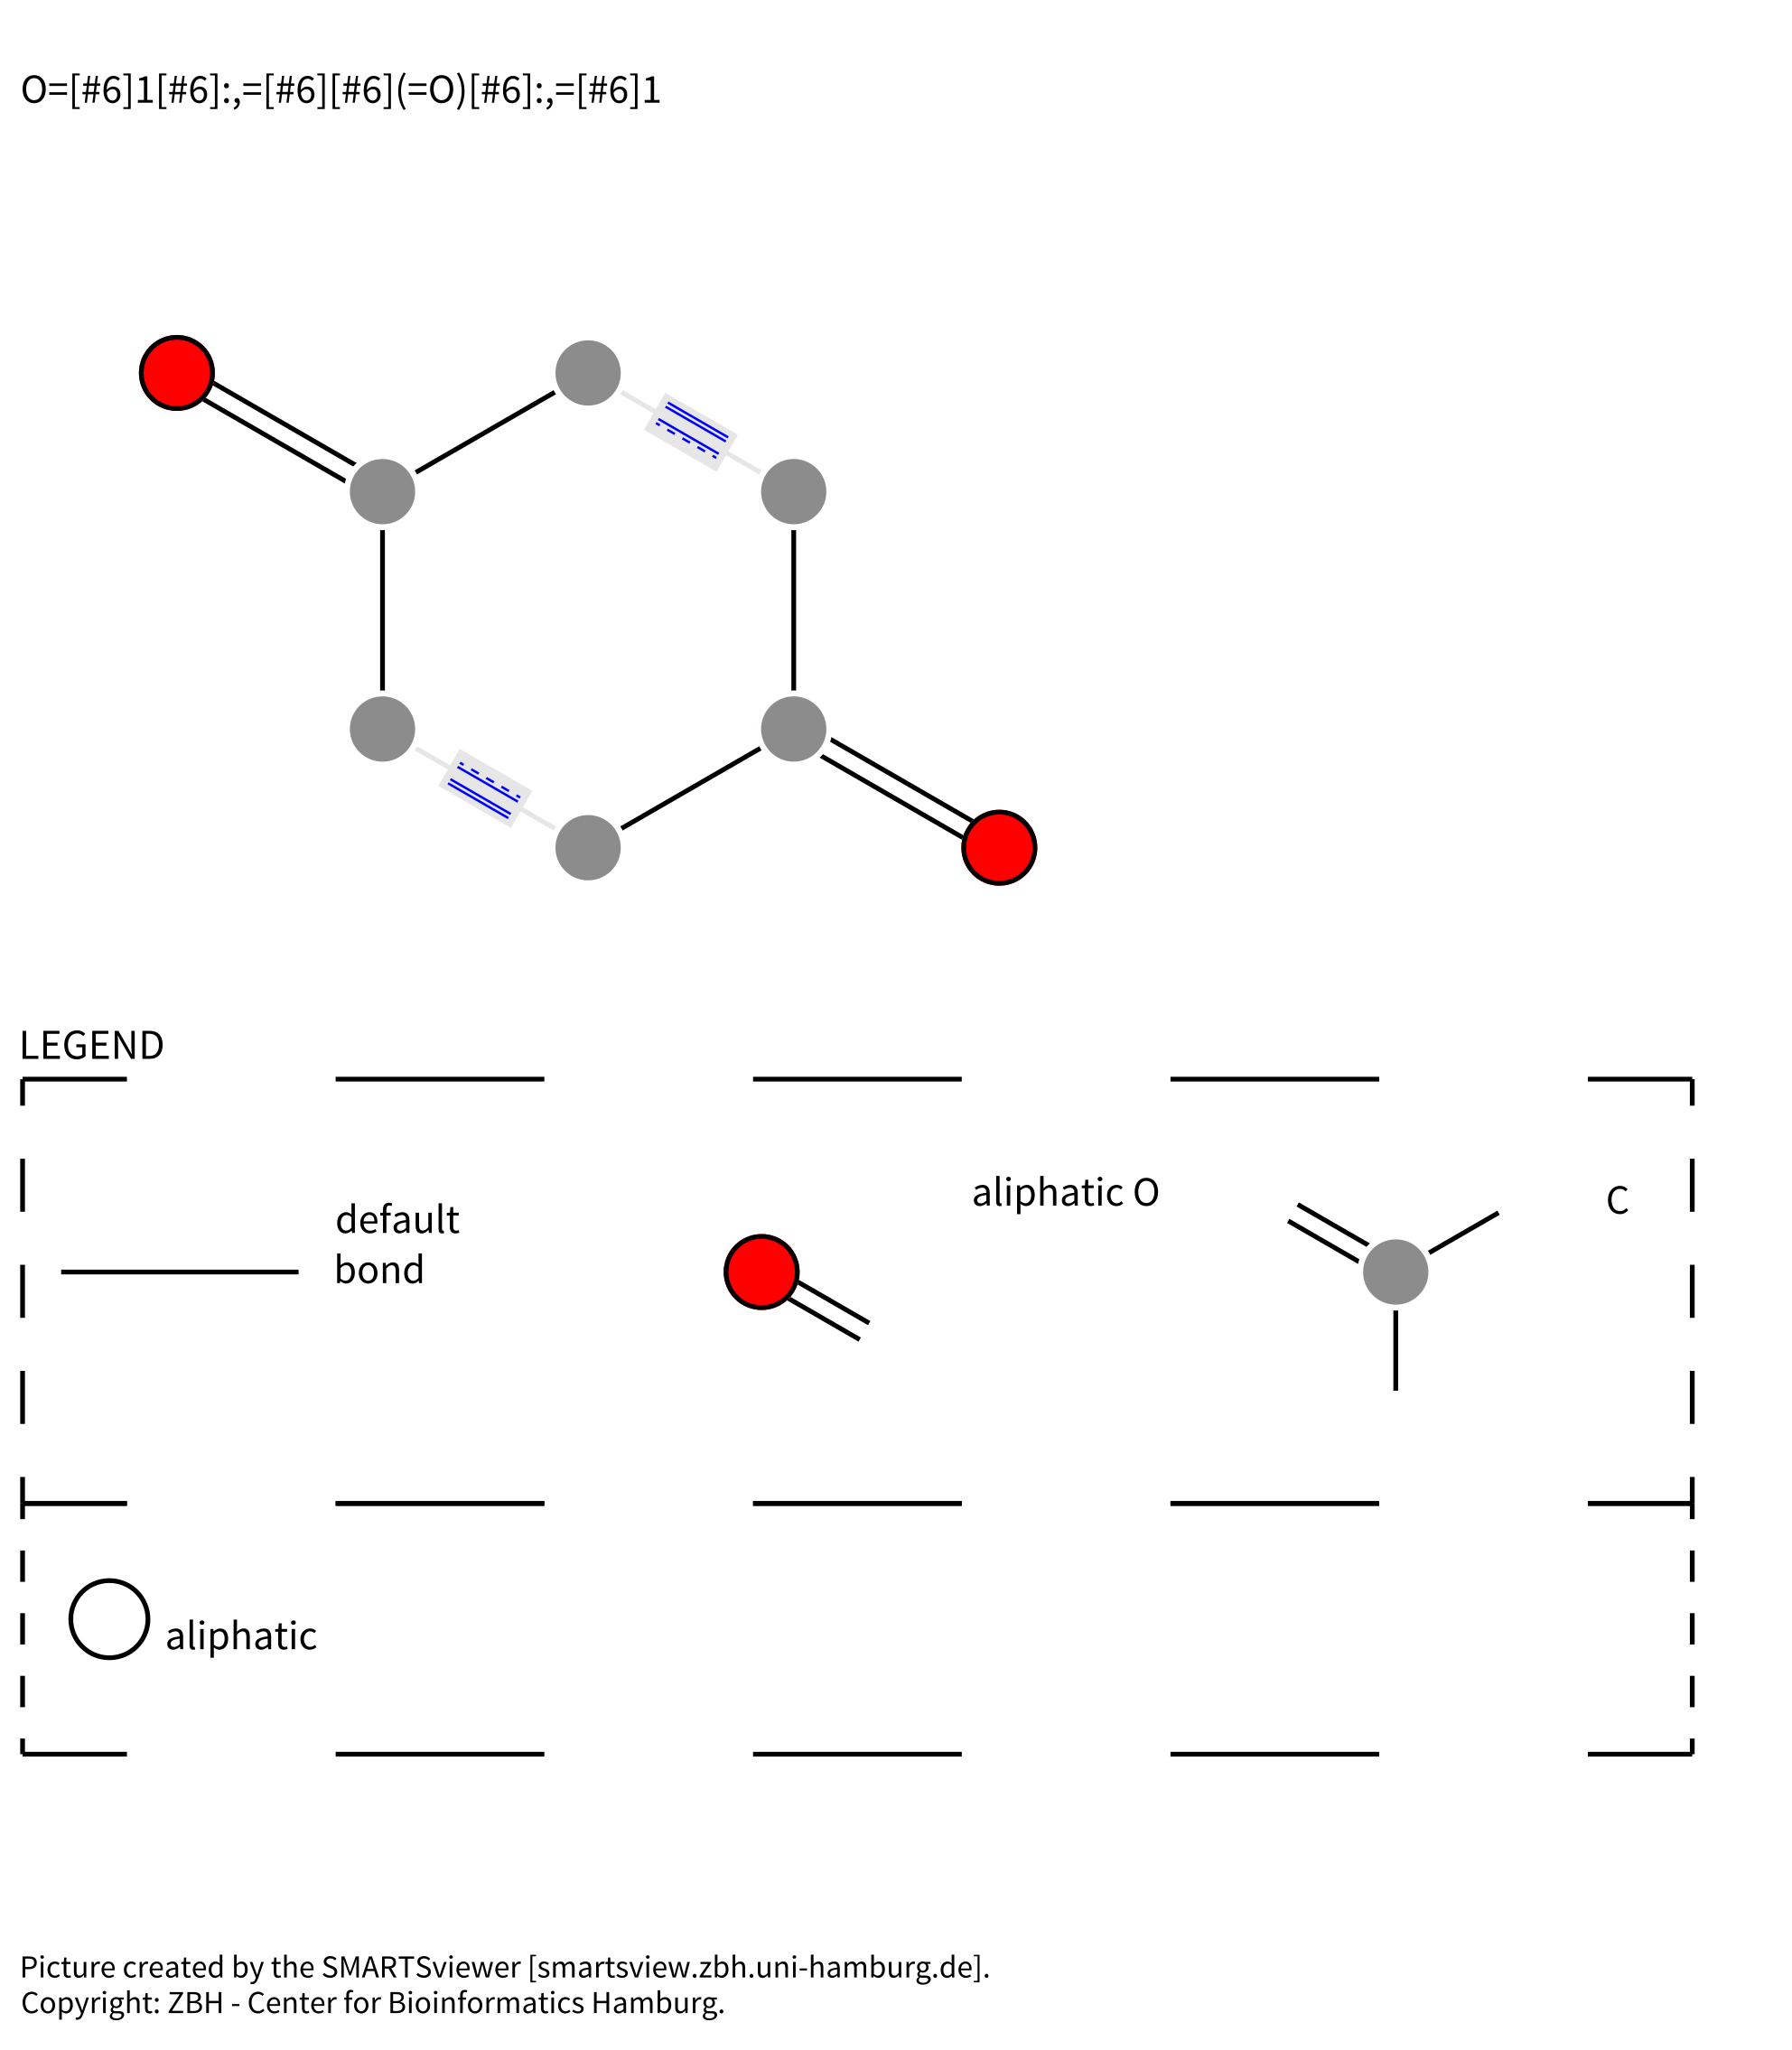 O=[#6]1[#6]:,=[#6][#6](=O)[#6]:,=[#6]1
LEGEND
default
bond
aliphatic O
C
aliphatic
Picture created by the SMARTSviewer [smartsview.zbh.uni-hamburg.de].
Copyright: ZBH - Center for Bioinformatics Hamburg.